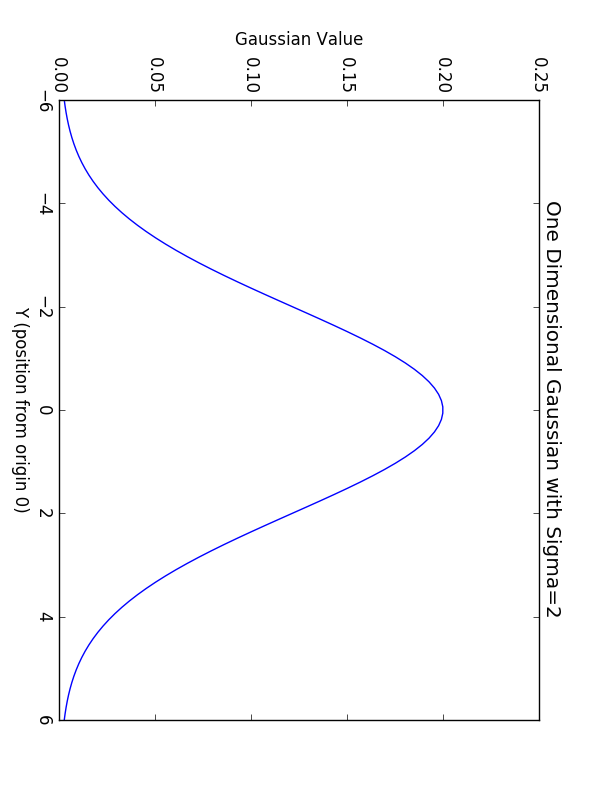 One Dimensional Gaussian with Sigma=2
Gaussian Value
0.00 0.05 0.10 0.15 0.20 0.25
−6 −4 −2 0 2 4 6
Y (position from origin 0)